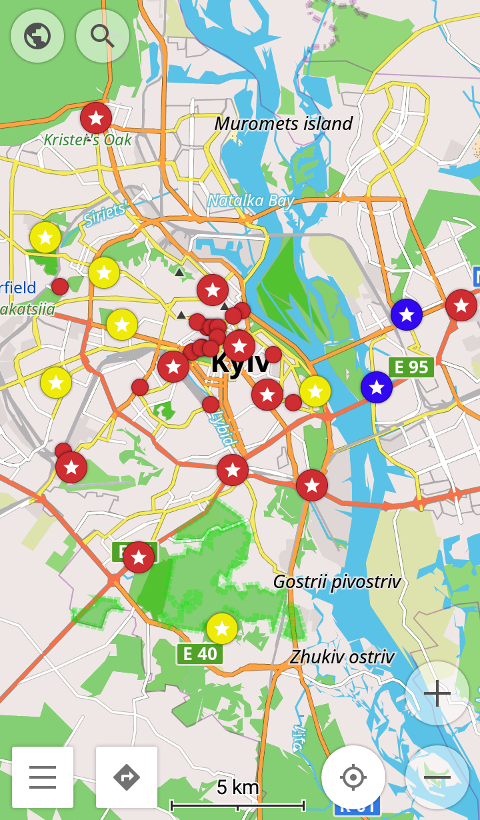 Muromets island
Krister's Oak
Natalka Bay
Siriets
rfield
akatsiia
Kyiv
E 95
Lybid
Gostrii pivostriv
E 40
Zhukiv ostriv
5 km